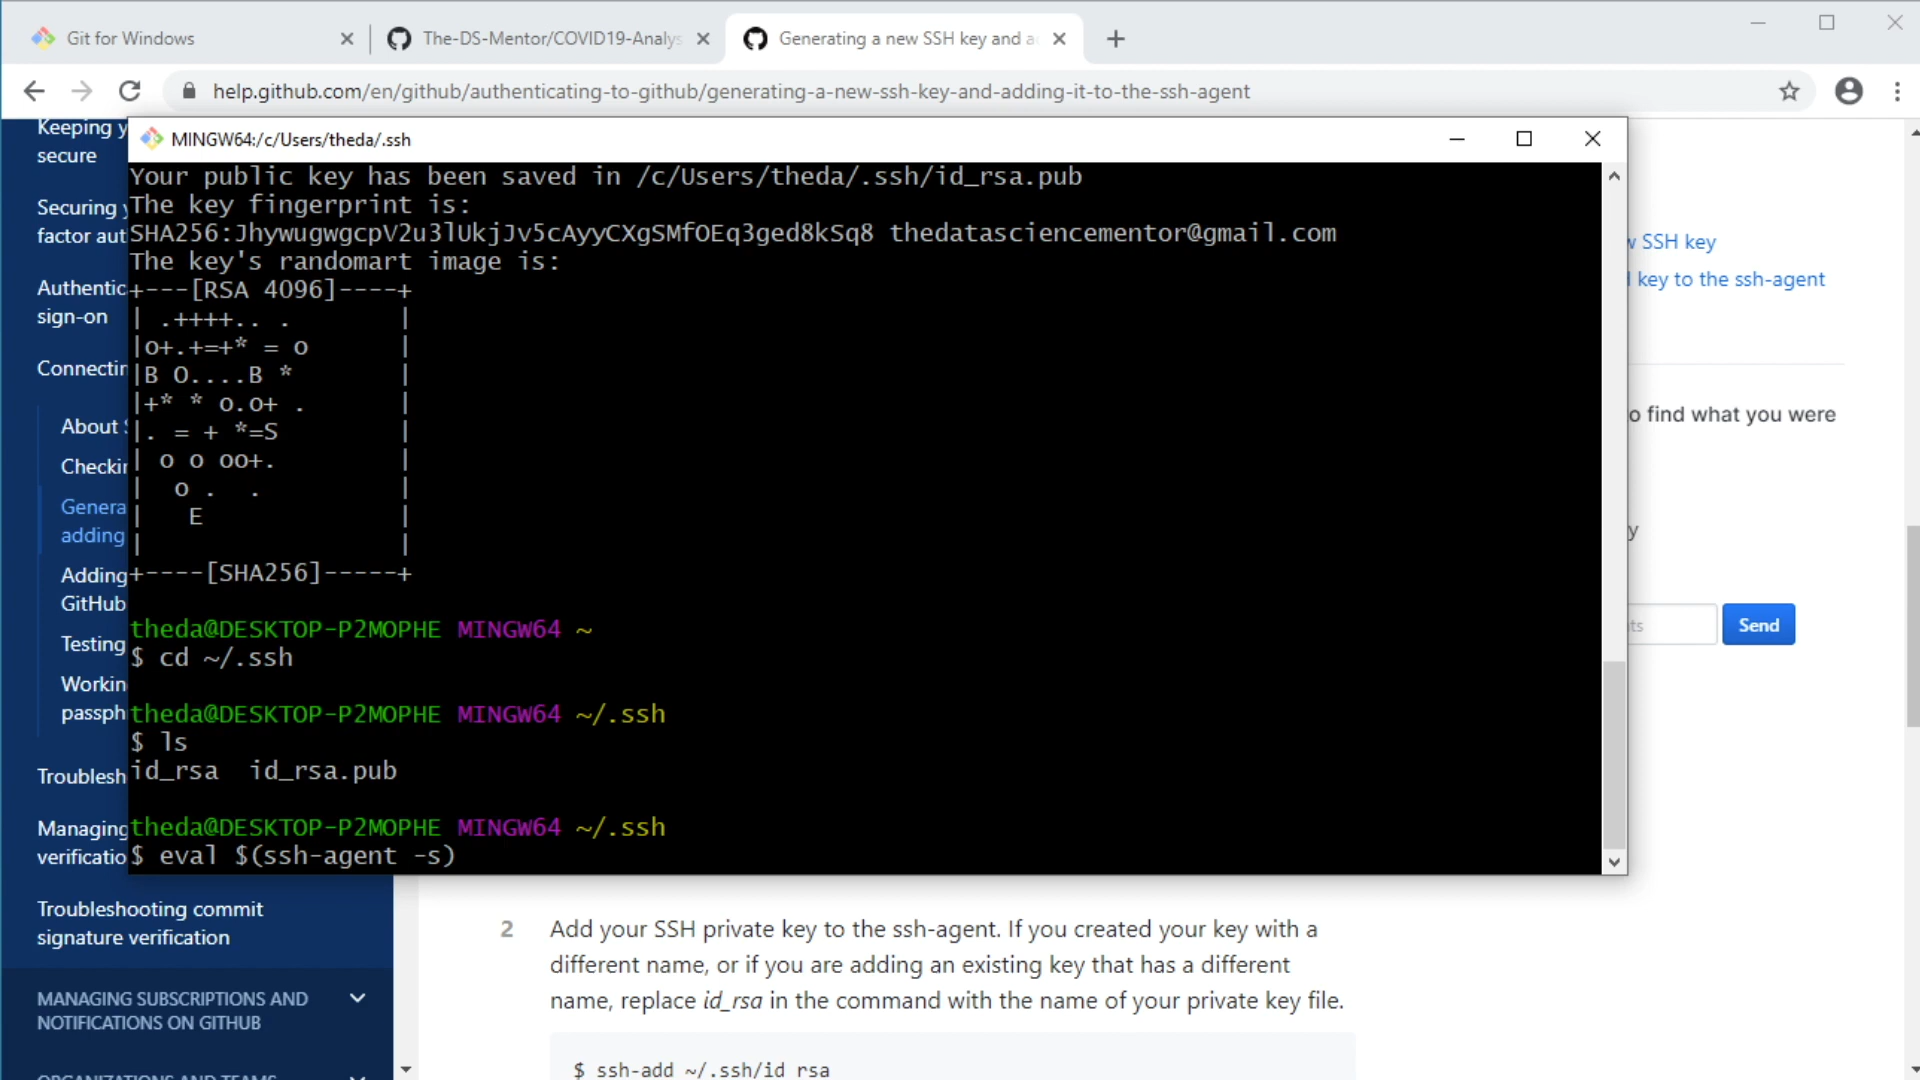 Git for Windows
The-DS-Mentor/COVID19-Analys
Generating a new SSH key and a
help.github.com/en/github/authenticating-to-github/generating-a-new-ssh-key-and-adding-it-to-the-ssh-agent
Keeping y
secure
Securing y
factor aut
Authentic
sign-on
Connectin
About
Checkin
Genera
adding
Adding
GitHub
Testing
Workin
passph
Troublesh
Managing
verificatio
Troubleshooting commit
signature verification
MANAGING SUBSCRIPTIONS AND
NOTIFICATIONS ON GITHUB
ORGANIZATIONS AND TEAMS
MINGW64:/c/Users/theda/.ssh
Your public key has been saved in /c/Users/theda/.ssh/id_rsa.pub
The key fingerprint is:
SHA256:JhywugwgcpV2u3lUkjJv5cAyyCXgSMfOEq3ged8kSq8 thedatasciencementor@gmail.com
The key's randomart image is:
+---[RSA 4096]----+
| .++++.. .       |
|o+.+=+* = o      |
|B O....B *       |
|+* * o.o+ .      |
|. = + *=S        |
| o o oo+.        |
|  o .  .         |
|   E             |
|                 |
+----[SHA256]-----+
theda@DESKTOP-P2MOPHE MINGW64 ~
$ cd ~/.ssh
theda@DESKTOP-P2MOPHE MINGW64 ~/.ssh
$ ls
id_rsa  id_rsa.pub
theda@DESKTOP-P2MOPHE MINGW64 ~/.ssh
$ eval $(ssh-agent -s)
w SSH key
key to the ssh-agent
o find what you were
y
ts
Send
2 Add your SSH private key to the ssh-agent. If you created your key with a
different name, or if you are adding an existing key that has a different
name, replace id_rsa in the command with the name of your private key file.
$ ssh-add ~/.ssh/id_rsa